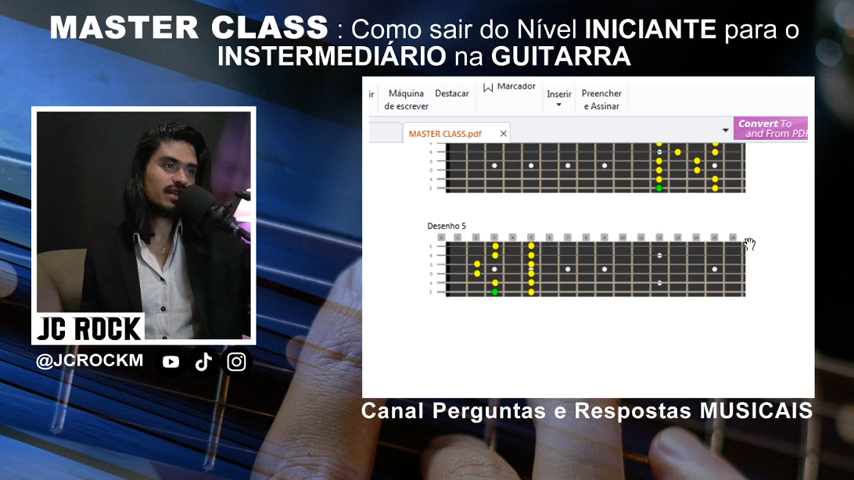 MASTER CLASS : Como sair do Nível INICIANTE para o
INSTERMEDIÁRIO na GUITARRA
Máquina
de escrever
Destacar
Marcador
Inserir
Preencher
e Assinar
MASTER CLASS.pdf
Convert To
and From PDF
Desenho 5
JC ROCK
@JCROCKM
Canal Perguntas e Respostas MUSICAIS